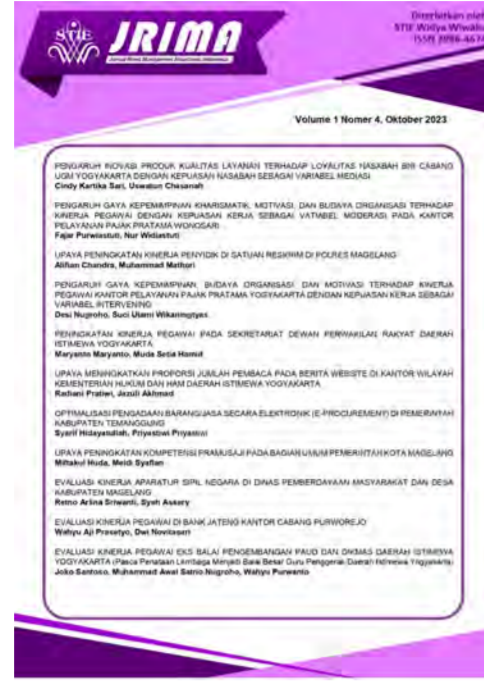 STIE
JRIMA
Diterbitkan oleh
STIE Widya Wiwaha
Volume 1 Nomer 4, Oktober 2023
PENGARUH INOVASI PRODUK KUALITAS LAYANAN TERHADAP LOYALITAS NASABAH BRI CABANG
UGM YOGYAKARTA DENGAN KEPUASAN NASABAH SEBAGAI VARIABEL MEDIASI
Cindy Kartika Sari, Uswatun Chasanah
PENGARUH GAYA KEPEMIMPINAN KHARISMATIK, MOTIVASI, DAN BUDAYA ORGANISASI TERHADAP
KINERJA PEGAWAI DENGAN KEPUASAN KERJA SEBAGAI VATIABEL MODERASI PADA KANTOR
PELAYANAN PAJAK PRATAMA WONOSARI
Fajar Purwiastuti, Nur Widiastuti
UPAYA PENINGKATAN KINERJA PENYIDIK DI SATUAN RESKRIM DI POLRES MAGELANG
Alifian Chandra, Muhammad Mathori
PENGARUH GAYA KEPEMIMPINAN, BUDAYA ORGANISASI DAN MOTIVASI TERHADAP KINERJA
PEGAWAI KANTOR PELAYANAN PAJAK PRATAMA YOGYAKARTA DENGAN KEPUASAN KERJA SEBAGAI
VARIABEL INTERVENING
Desi Nugroho, Suci Utami Wikaningtyas
PENINGKATAN KINERJA PEGAWAI PADA SEKRETARIAT DEWAN PERWAKILAN RAKYAT DAERAH
ISTIMEWA YOGYAKARTA
Maryanto Maryanto, Muda Setia Hamid
UPAYA MENINGKATKAN PROPORSI JUMLAH PEMBACA PADA BERITA WEBSITE DI KANTOR WILAYAH
KEMENTERIAN HUKUM DAN HAM DAERAH ISTIMEWA YOGYAKARTA
Radiani Pratiwi, Jazuli Akhmad
OPTIMALISASI PENGADAAN BARANG/JASA SECARA ELEKTRONIK (E-PROCUREMENT) DI PEMERINTAH
KABUPATEN TEMANGGUNG
Syarif Hidayatullah, Priyastiwi Priyastiwi
UPAYA PENINGKATAN KOMPETENSI PRAMUSAJI PADA BAGIAN UMUM PEMERINTAH KOTA MAGELANG
Miftakul Huda, Meidi Syaflan
EVALUASI KINERJA APARATUR SIPIL NEGARA DI DINAS PEMBERDAYAAN MASYARAKAT DAN DESA
KABUPATEN MAGELANG
Retno Arlina Sriwanti, Syeh Assery
EVALUASI KINERJA PEGAWAI DI BANK JATENG KANTOR CABANG PURWOREJO
Wahyu Aji Prasetyo, Dwi Novitasari
EVALUASI KINERJA PEGAWAI EKS BALAI PENGEMBANGAN PAUD DAN DIKMAS DAERAH ISTIMEWA
YOGYAKARTA (Pasca Penataan Lembaga Menjadi Balai Besar Guru Penggerak Daerah Istimewa Yogyakarta)
Joko Santoso, Muhammad Awal Satrio Nugroho, Wahyu Purwanto